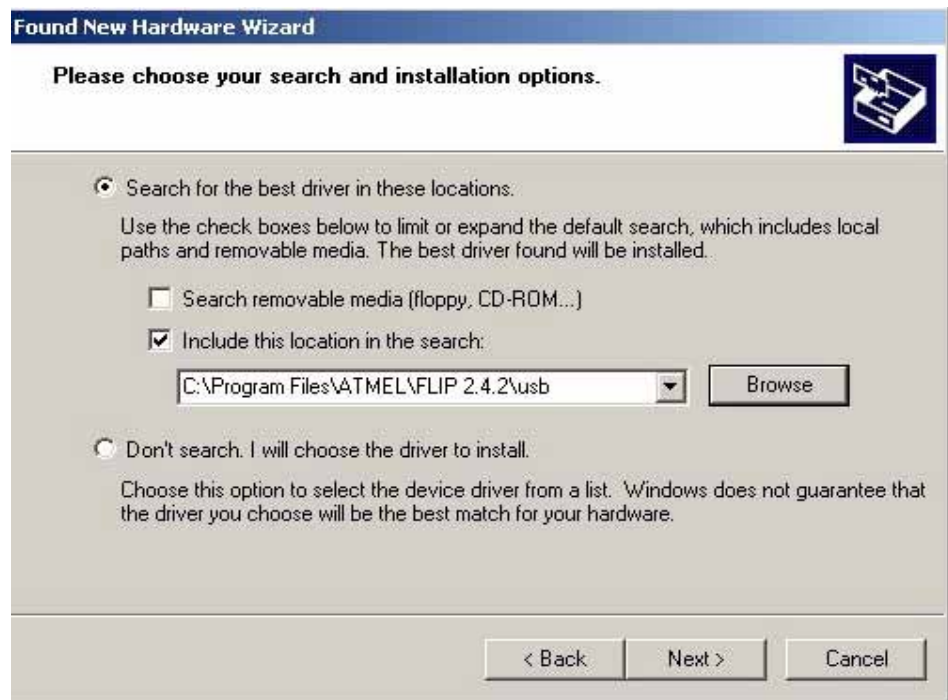 Found New Hardware Wizard
Please choose your search and installation options.
Search for the best driver in these locations.
Use the check boxes below to limit or expand the default search, which includes local
paths and removable media. The best driver found will be installed.
Search removable media (floppy, CD-ROM...)
Include this location in the search:
C:\Program Files\ATMEL\FLIP 2.4.2\usb
Browse
Don't search. I will choose the driver to install.
Choose this option to select the device driver from a list. Windows does not guarantee that
the driver you choose will be the best match for your hardware.
< Back
Next >
Cancel